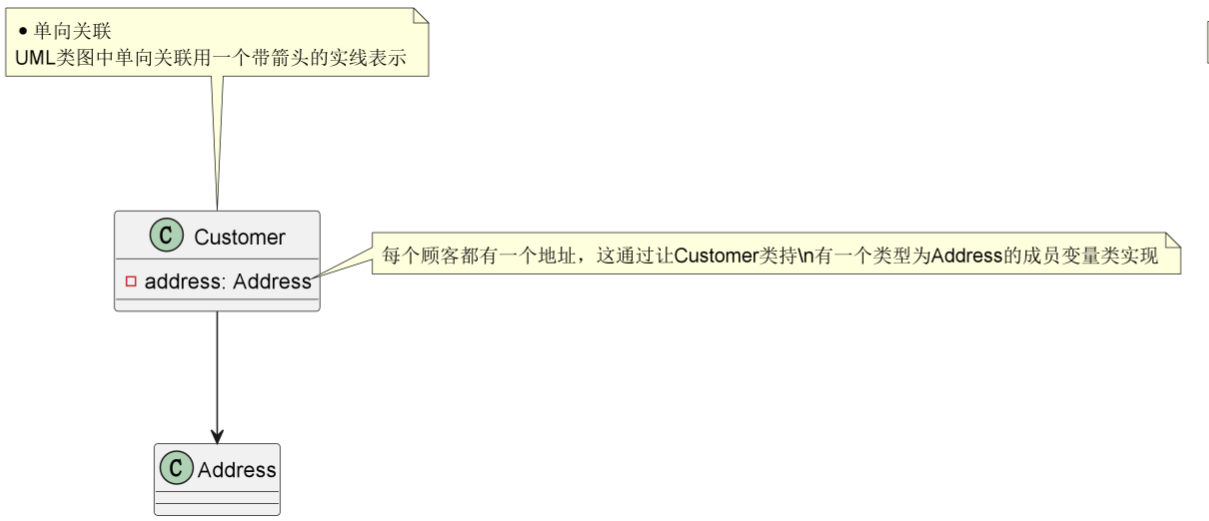 • 单向关联
UML类图中单向关联用一个带箭头的实线表示
C Customer
address: Address
每个顾客都有一个地址，这通过让Customer类持\n有一个类型为Address的成员变量类实现
C Address